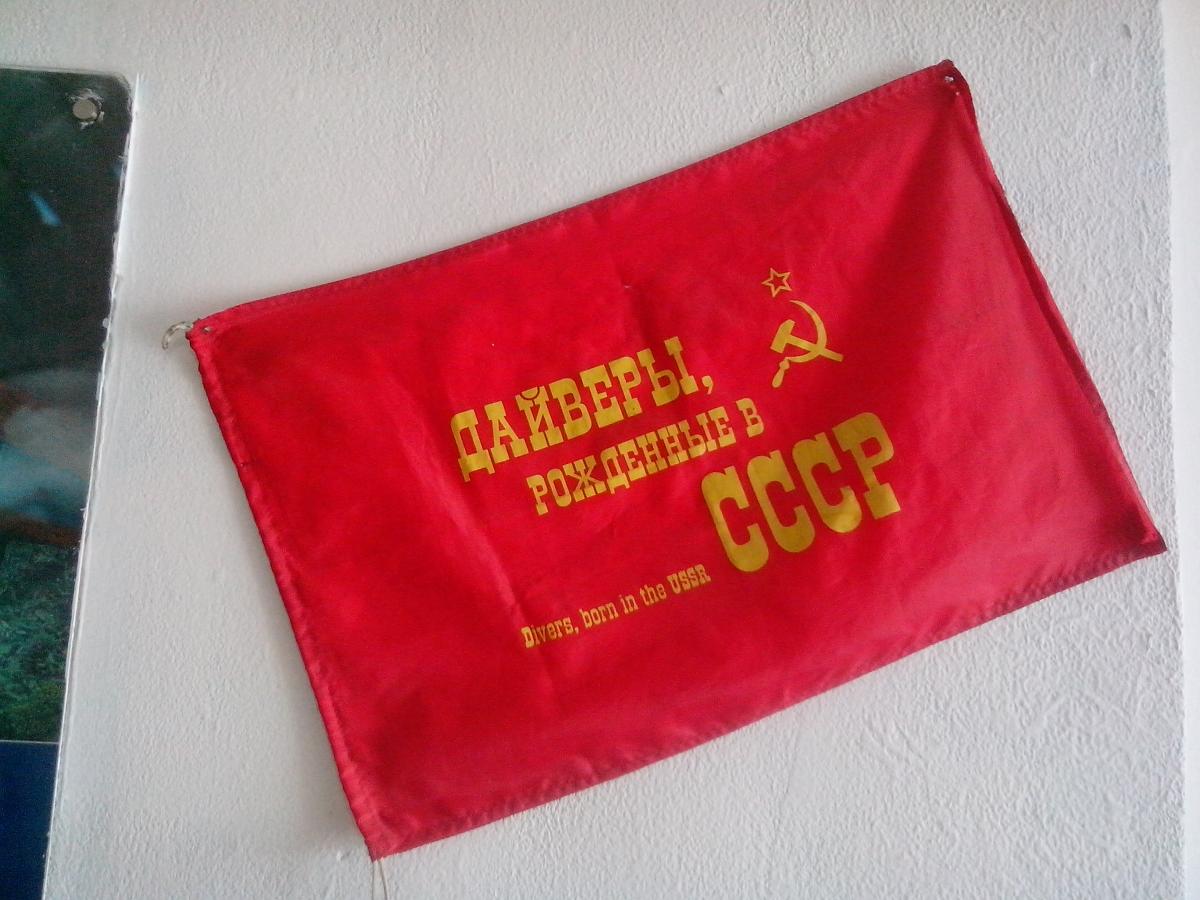 ДАЙВЕРЫ,
РОЖДЕННЫЕ В
СССР
Divers, born in the USSR